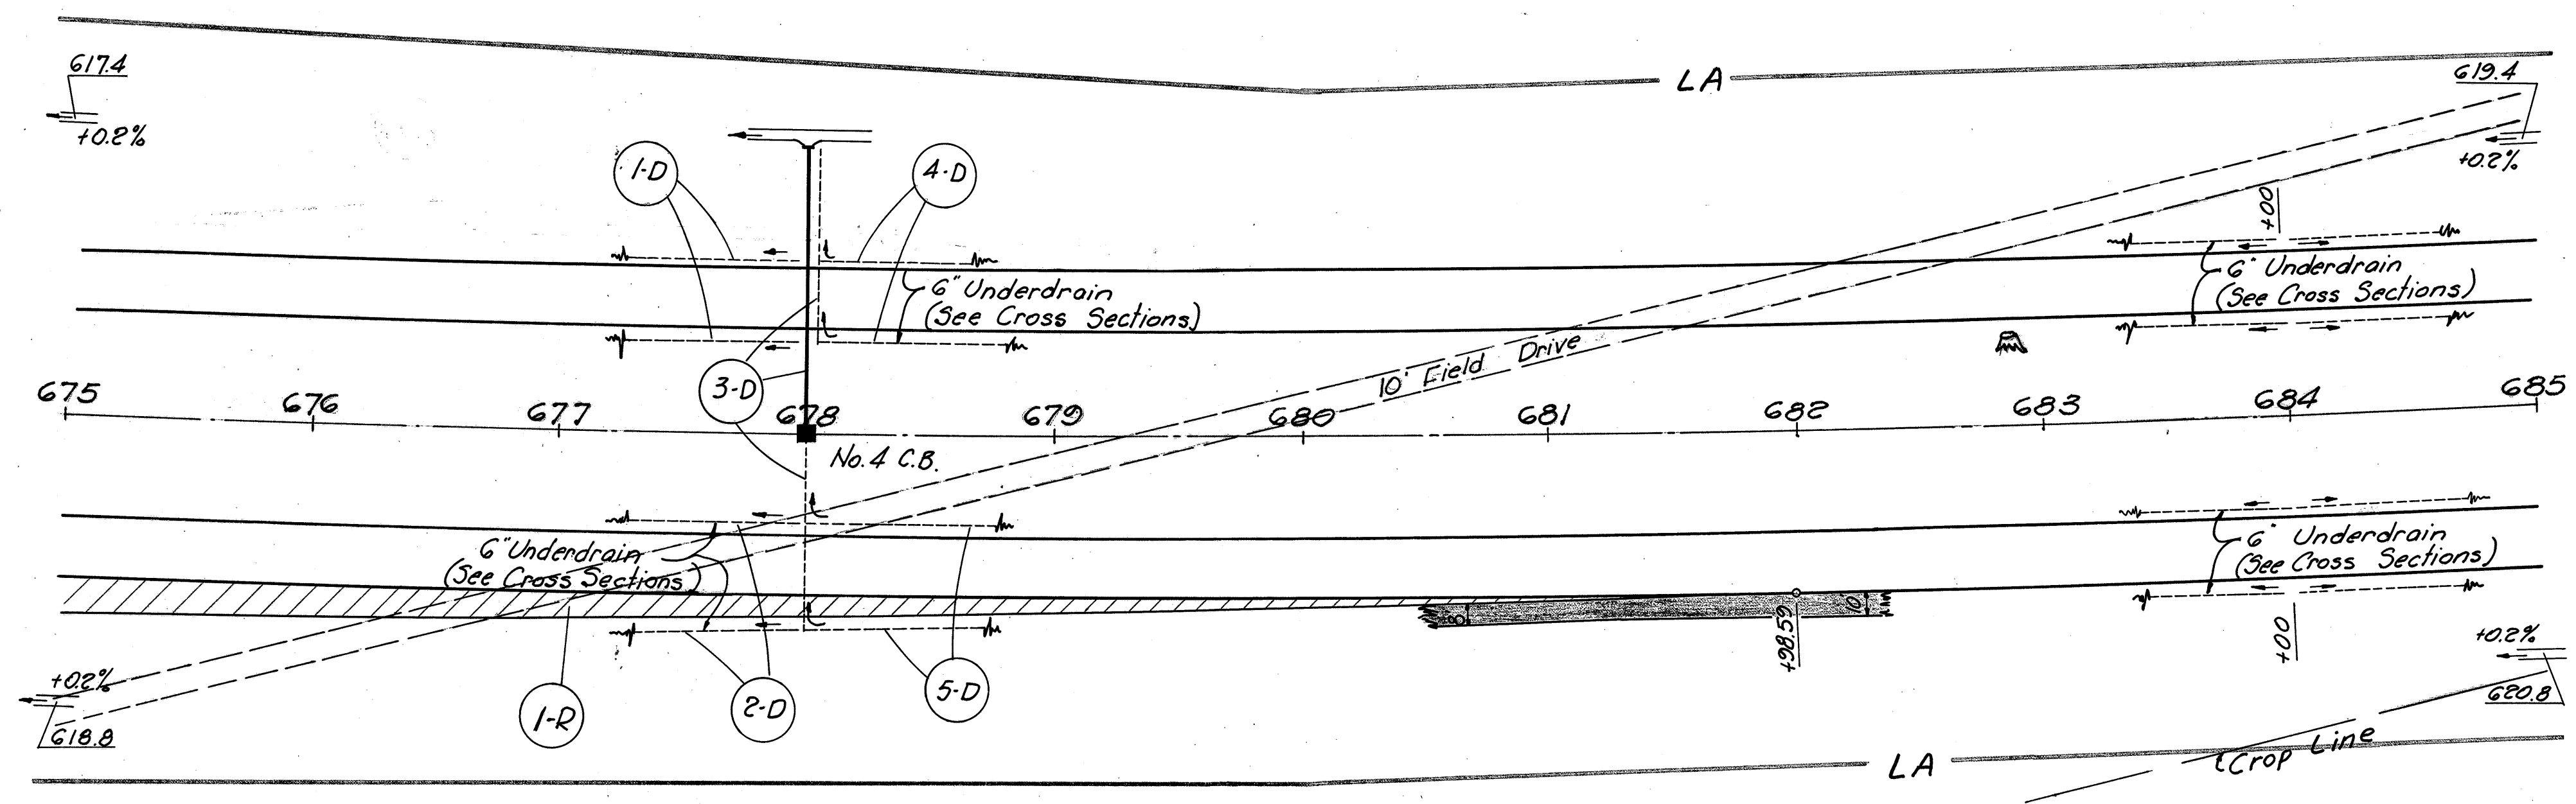 LA
617.4
+0.2%
619.4
+0.2%
1-D
4-D
+00
6" Underdrain
(See Cross Sections)
6" Underdrain
(See Cross Sections)
3-D
10' Field Drive
675
676
677
678
679
680
681
682
683
684
685
No. 4 C.B.
6" Underdrain
(See Cross Sections)
6" Underdrain
(See Cross Sections)
8'
10'
+98.59
+00
+0.2%
618.8
1-R
2-D
5-D
+0.2%
620.8
Crop Line
LA